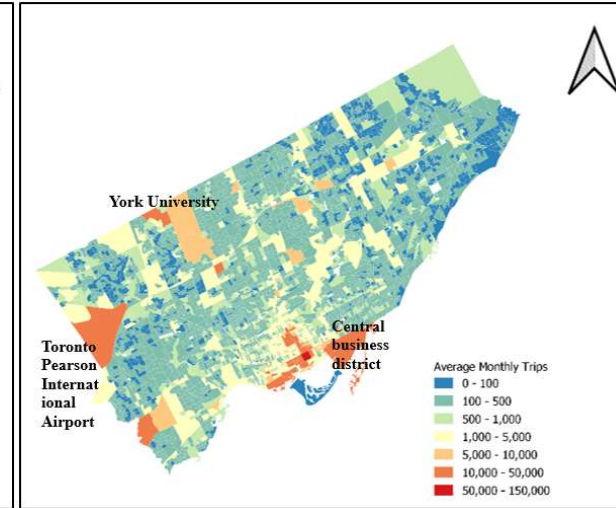 York University
Toronto
Pearson
Internat
ional
Airport
Central
business
district
Average Monthly Trips
0 - 100
100 - 500
500 - 1,000
1,000 - 5,000
5,000 - 10,000
10,000 - 50,000
50,000 - 150,000